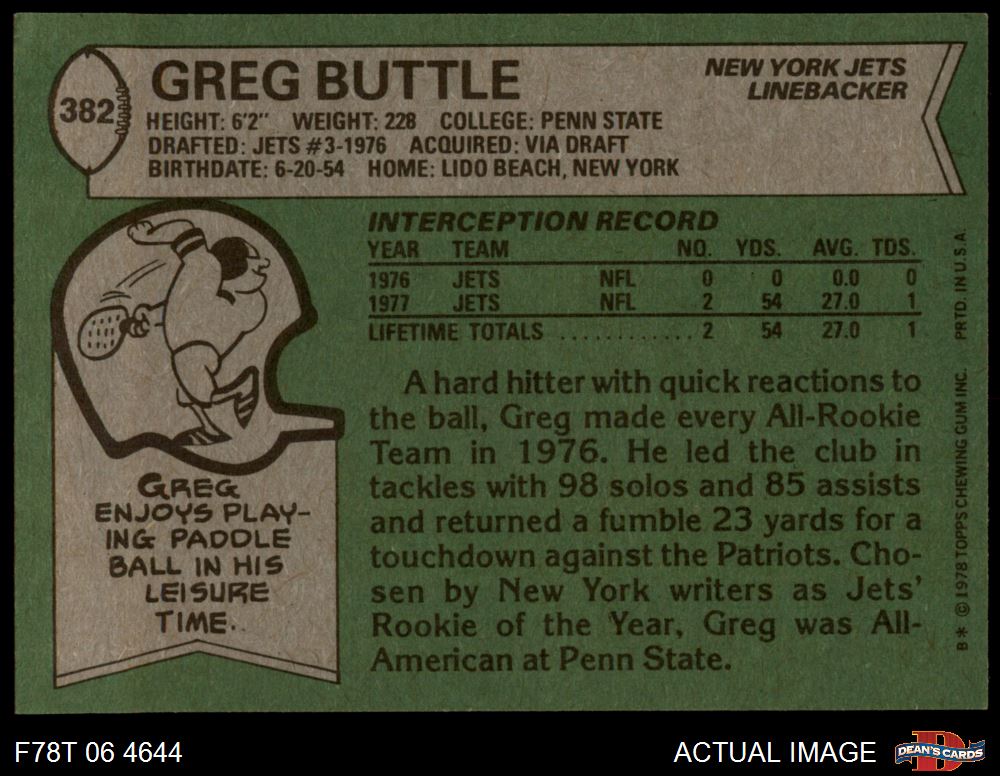 382
GREG BUTTLE
NEW YORK JETS
LINEBACKER
HEIGHT: 6'2" WEIGHT: 228 COLLEGE: PENN STATE
DRAFTED: JETS #3-1976 ACQUIRED: VIA DRAFT
BIRTHDATE: 6-20-54 HOME: LIDO BEACH, NEW YORK
INTERCEPTION RECORD
YEAR TEAM NO. YDS. AVG. TDS.
1976 JETS NFL 0 0 0.0 0
1977 JETS NFL 2 54 27.0 1
LIFETIME TOTALS ............ 2 54 27.0 1
A hard hitter with quick reactions to
the ball, Greg made every All-Rookie
Team in 1976. He led the club in
tackles with 98 solos and 85 assists
and returned a fumble 23 yards for a
touchdown against the Patriots. Cho-
sen by New York writers as Jets'
Rookie of the Year, Greg was All-
American at Penn State.
GREG
ENJOYS PLAY-
ING PADDLE
BALL IN HIS
LEISURE
TIME.
B* © 1978 TOPPS CHEWING GUM INC. PRTD. IN U.S.A.
F78T 06 4644
ACTUAL IMAGE
D
DEAN'S CARDS